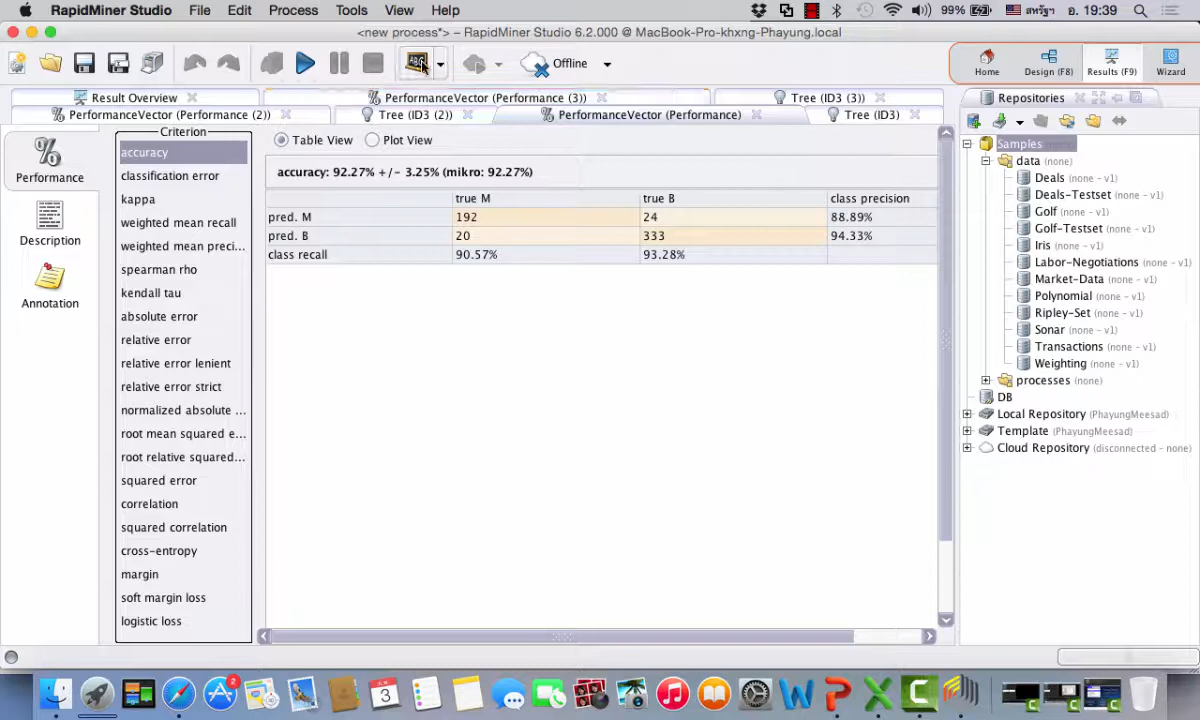 RapidMiner Studio File Edit Process Tools View Help 99% สหรัฐฯ อ. 19:39
<new process*> – RapidMiner Studio 6.2.000 @ MacBook-Pro-khxng-Phayung.local
Offline
Home Design (F8) Results (F9) Wizard
Result Overview PerformanceVector (Performance (3)) Tree (ID3 (3))
PerformanceVector (Performance (2)) Tree (ID3 (2)) PerformanceVector (Performance) Tree (ID3)
Repositories
Performance
Description
Annotation
Criterion
accuracy
classification error
kappa
weighted mean recall
weighted mean preci...
spearman rho
kendall tau
absolute error
relative error
relative error lenient
relative error strict
normalized absolute ...
root mean squared e...
root relative squared...
squared error
correlation
squared correlation
cross-entropy
margin
soft margin loss
logistic loss
Table View Plot View
accuracy: 92.27% +/- 3.25% (mikro: 92.27%)
true M true B class precision
pred. M 192 24 88.89%
pred. B 20 333 94.33%
class recall 90.57% 93.28%
Samples (none)
data (none)
Deals (none - v1)
Deals-Testset (none - v1)
Golf (none - v1)
Golf-Testset (none - v1)
Iris (none - v1)
Labor-Negotiations (none - v1)
Market-Data (none - v1)
Polynomial (none - v1)
Ripley-Set (none - v1)
Sonar (none - v1)
Transactions (none - v1)
Weighting (none - v1)
processes (none)
DB
Local Repository (PhayungMeesad)
Template (PhayungMeesad)
Cloud Repository (disconnected - none)
2
3